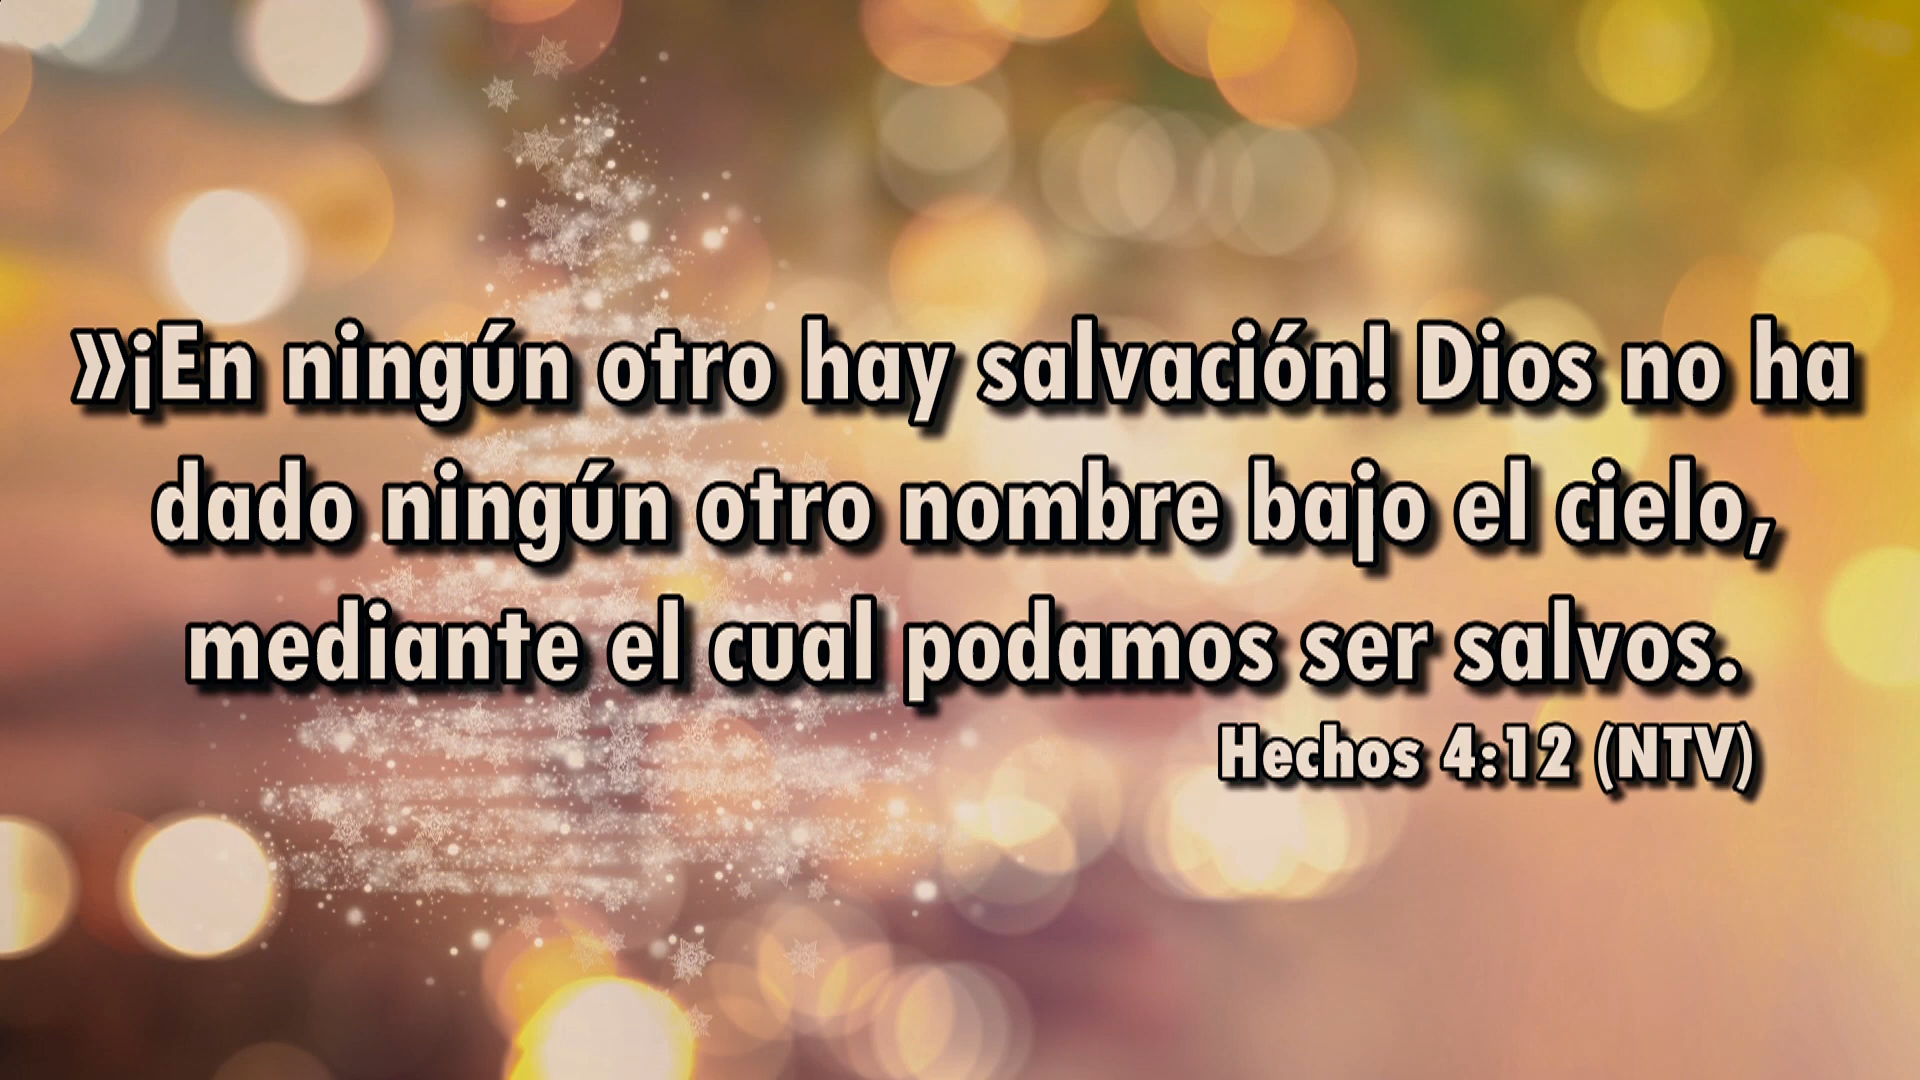 »¡En ningún otro hay salvación! Dios no ha
dado ningún otro nombre bajo el cielo,
mediante el cual podamos ser salvos.
Hechos 4:12 (NTV)